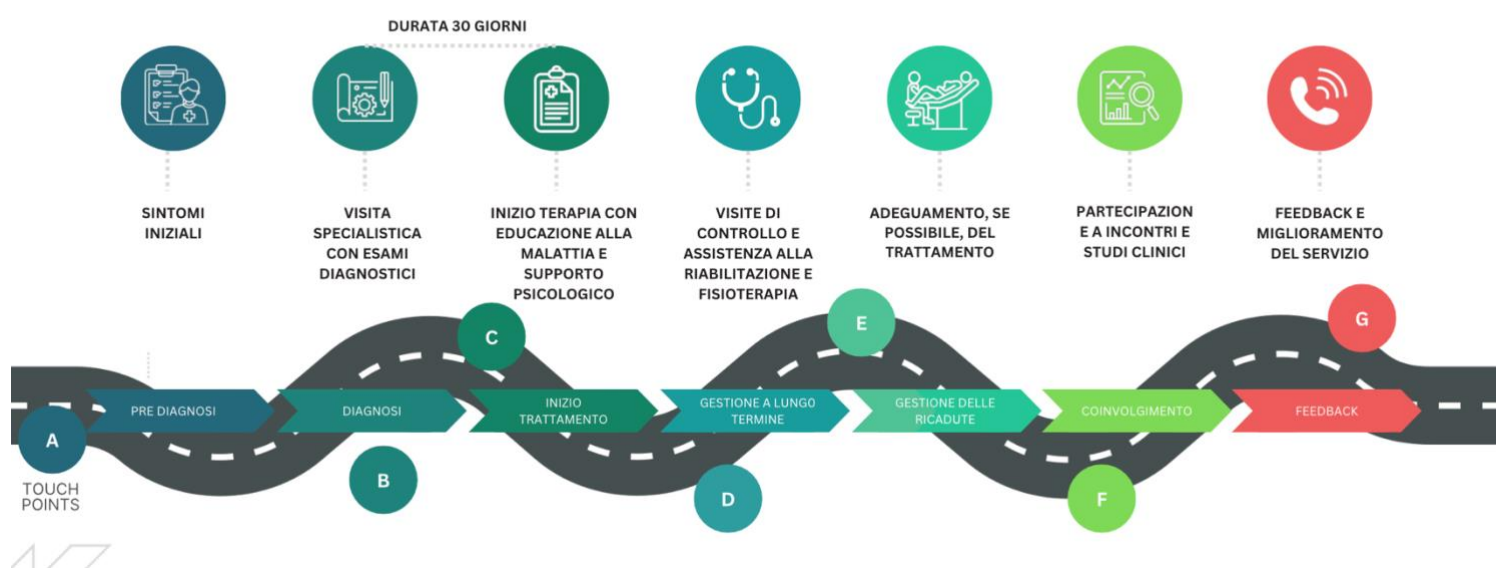 DURATA 30 GIORNI
SINTOMI
INIZIALI
VISITA
SPECIALISTICA
CON ESAMI
DIAGNOSTICI
INIZIO TERAPIA CON
EDUCAZIONE ALLA
MALATTIA E
SUPPORTO
PSICOLOGICO
VISITE DI
CONTROLLO E
ASSISTENZA ALLA
RIABILITAZIONE E
FISIOTERAPIA
ADEGUAMENTO, SE
POSSIBILE, DEL
TRATTAMENTO
PARTECIPAZION
E A INCONTRI E
STUDI CLINICI
FEEDBACK E
MIGLIORAMENTO
DEL SERVIZIO
A
B
C
D
E
F
G
PRE DIAGNOSI
DIAGNOSI
INIZIO
TRATTAMENTO
GESTIONE A LUNGO
TERMINE
GESTIONE DELLE
RICADUTE
COINVOLGIMENTO
FEEDBACK
TOUCH
POINTS